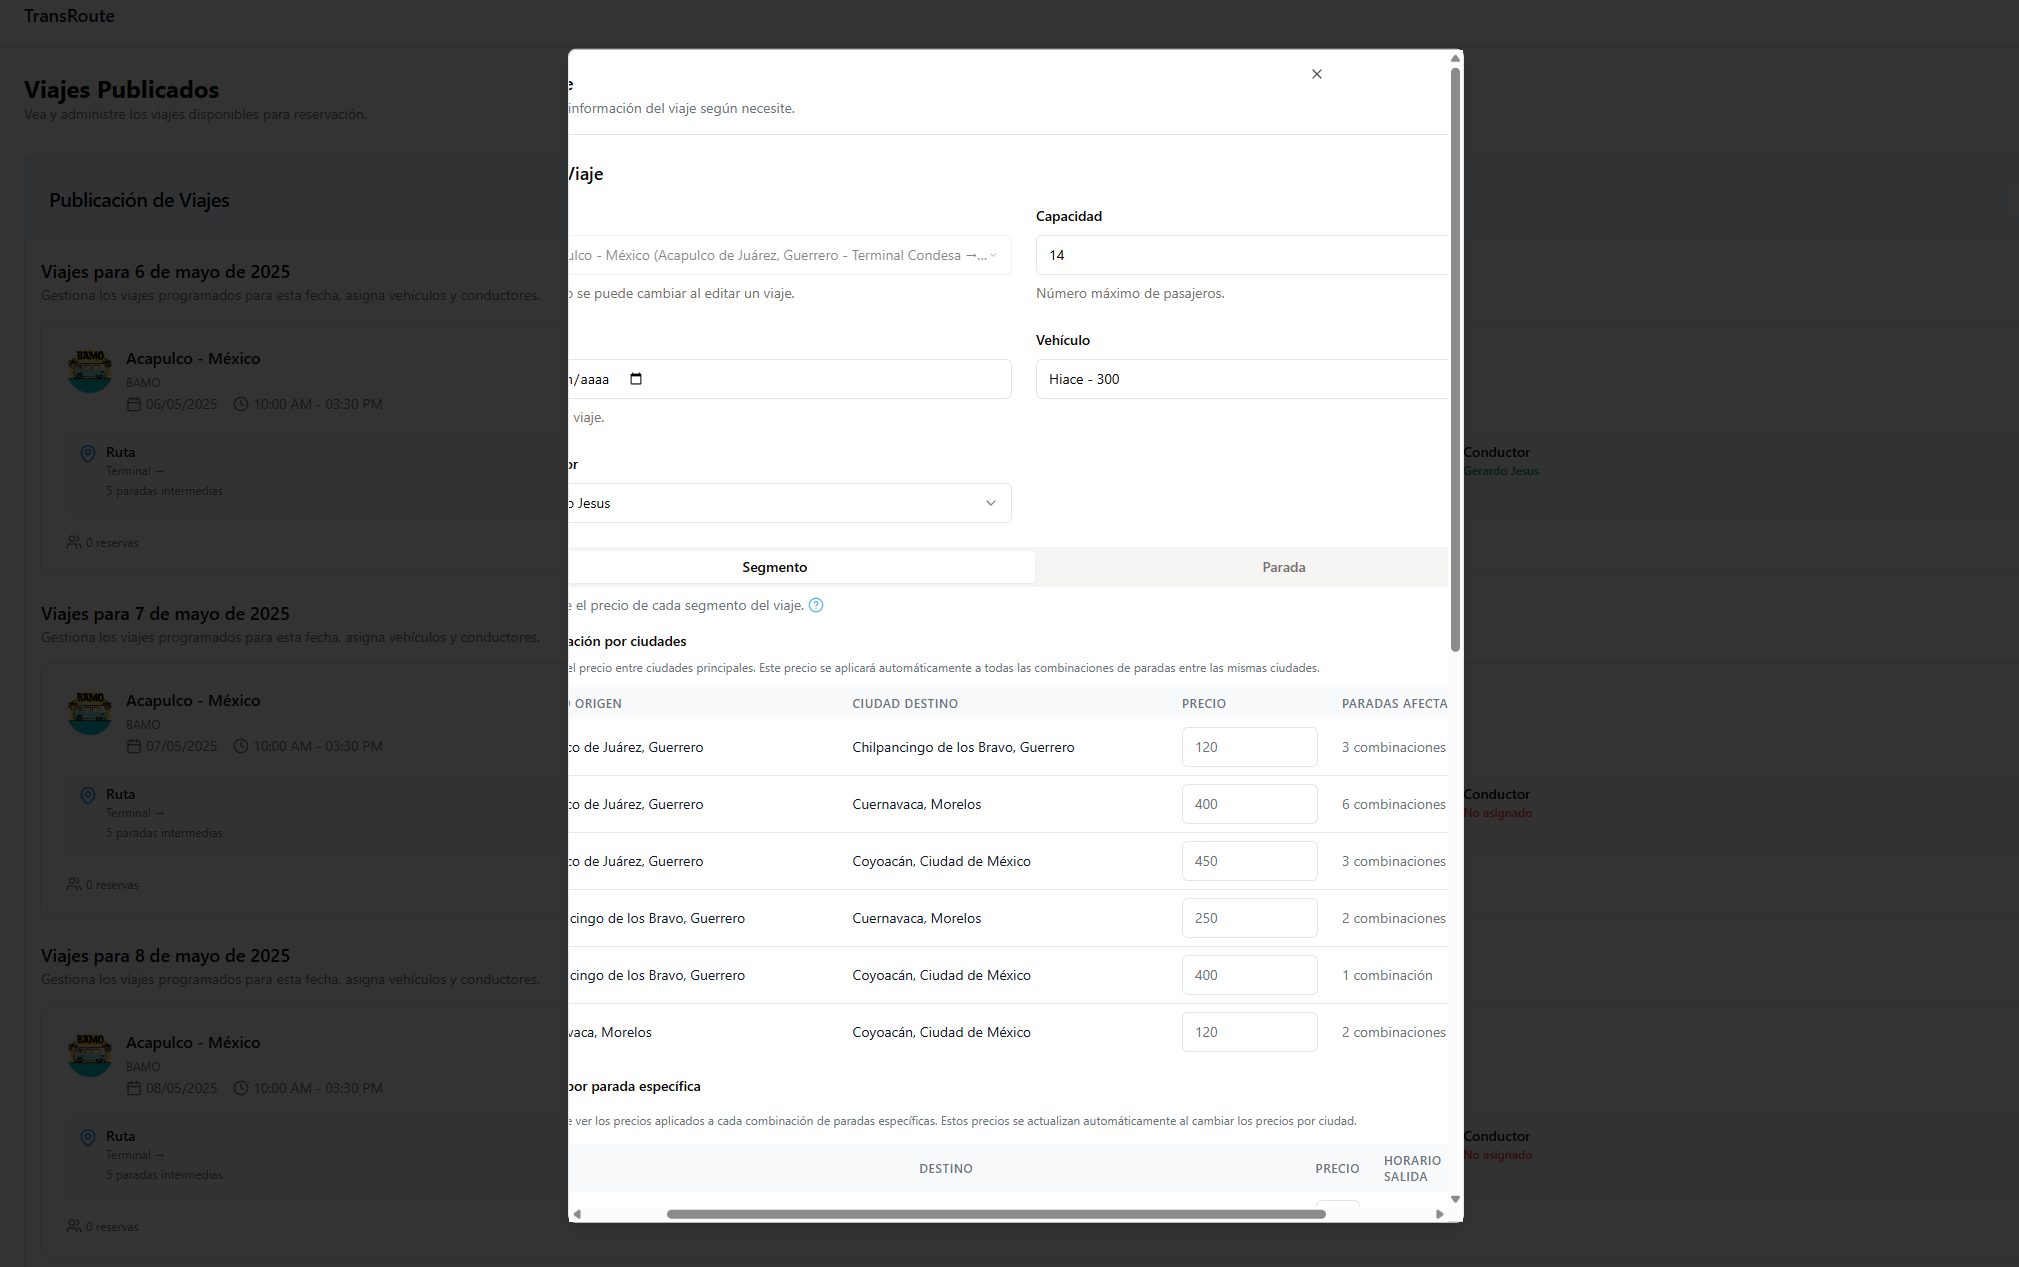 TransRoute
Viajes Publicados
Vea y administre los viajes disponibles para reservación.
Publicación de Viajes
Viajes para 6 de mayo de 2025
Gestiona los viajes programados para esta fecha, asigna vehículos y conductores.
BAMO
Acapulco - México
BAMO
06/05/2025 10:00 AM - 03:30 PM
Ruta
Terminal →
5 paradas intermedias
Conductor
Gerardo Jesus
0 reservas
Viajes para 7 de mayo de 2025
Gestiona los viajes programados para esta fecha, asigna vehículos y conductores.
BAMO
Acapulco - México
BAMO
07/05/2025 10:00 AM - 03:30 PM
Ruta
Terminal →
5 paradas intermedias
Conductor
No asignado
0 reservas
Viajes para 8 de mayo de 2025
Gestiona los viajes programados para esta fecha, asigna vehículos y conductores.
BAMO
Acapulco - México
BAMO
08/05/2025 10:00 AM - 03:30 PM
Ruta
Terminal →
5 paradas intermedias
Conductor
No asignado
0 reservas
e
información del viaje según necesite.
Viaje
ulco - México (Acapulco de Juárez, Guerrero - Terminal Condesa →...
o se puede cambiar al editar un viaje.
Capacidad
14
Número máximo de pasajeros.
/aaaa
viaje.
Vehículo
Hiace - 300
or
o Jesus
Segmento Parada
e el precio de cada segmento del viaje.
ación por ciudades
el precio entre ciudades principales. Este precio se aplicará automáticamente a todas las combinaciones de paradas entre las mismas ciudades.
ORIGEN CIUDAD DESTINO PRECIO PARADAS AFECTA
co de Juárez, Guerrero Chilpancingo de los Bravo, Guerrero 120 3 combinaciones
co de Juárez, Guerrero Cuernavaca, Morelos 400 6 combinaciones
co de Juárez, Guerrero Coyoacán, Ciudad de México 450 3 combinaciones
cingo de los Bravo, Guerrero Cuernavaca, Morelos 250 2 combinaciones
cingo de los Bravo, Guerrero Coyoacán, Ciudad de México 400 1 combinación
vaca, Morelos Coyoacán, Ciudad de México 120 2 combinaciones
por parada específica
e ver los precios aplicados a cada combinación de paradas específicas. Estos precios se actualizan automáticamente al cambiar los precios por ciudad.
DESTINO PRECIO HORARIO SALIDA